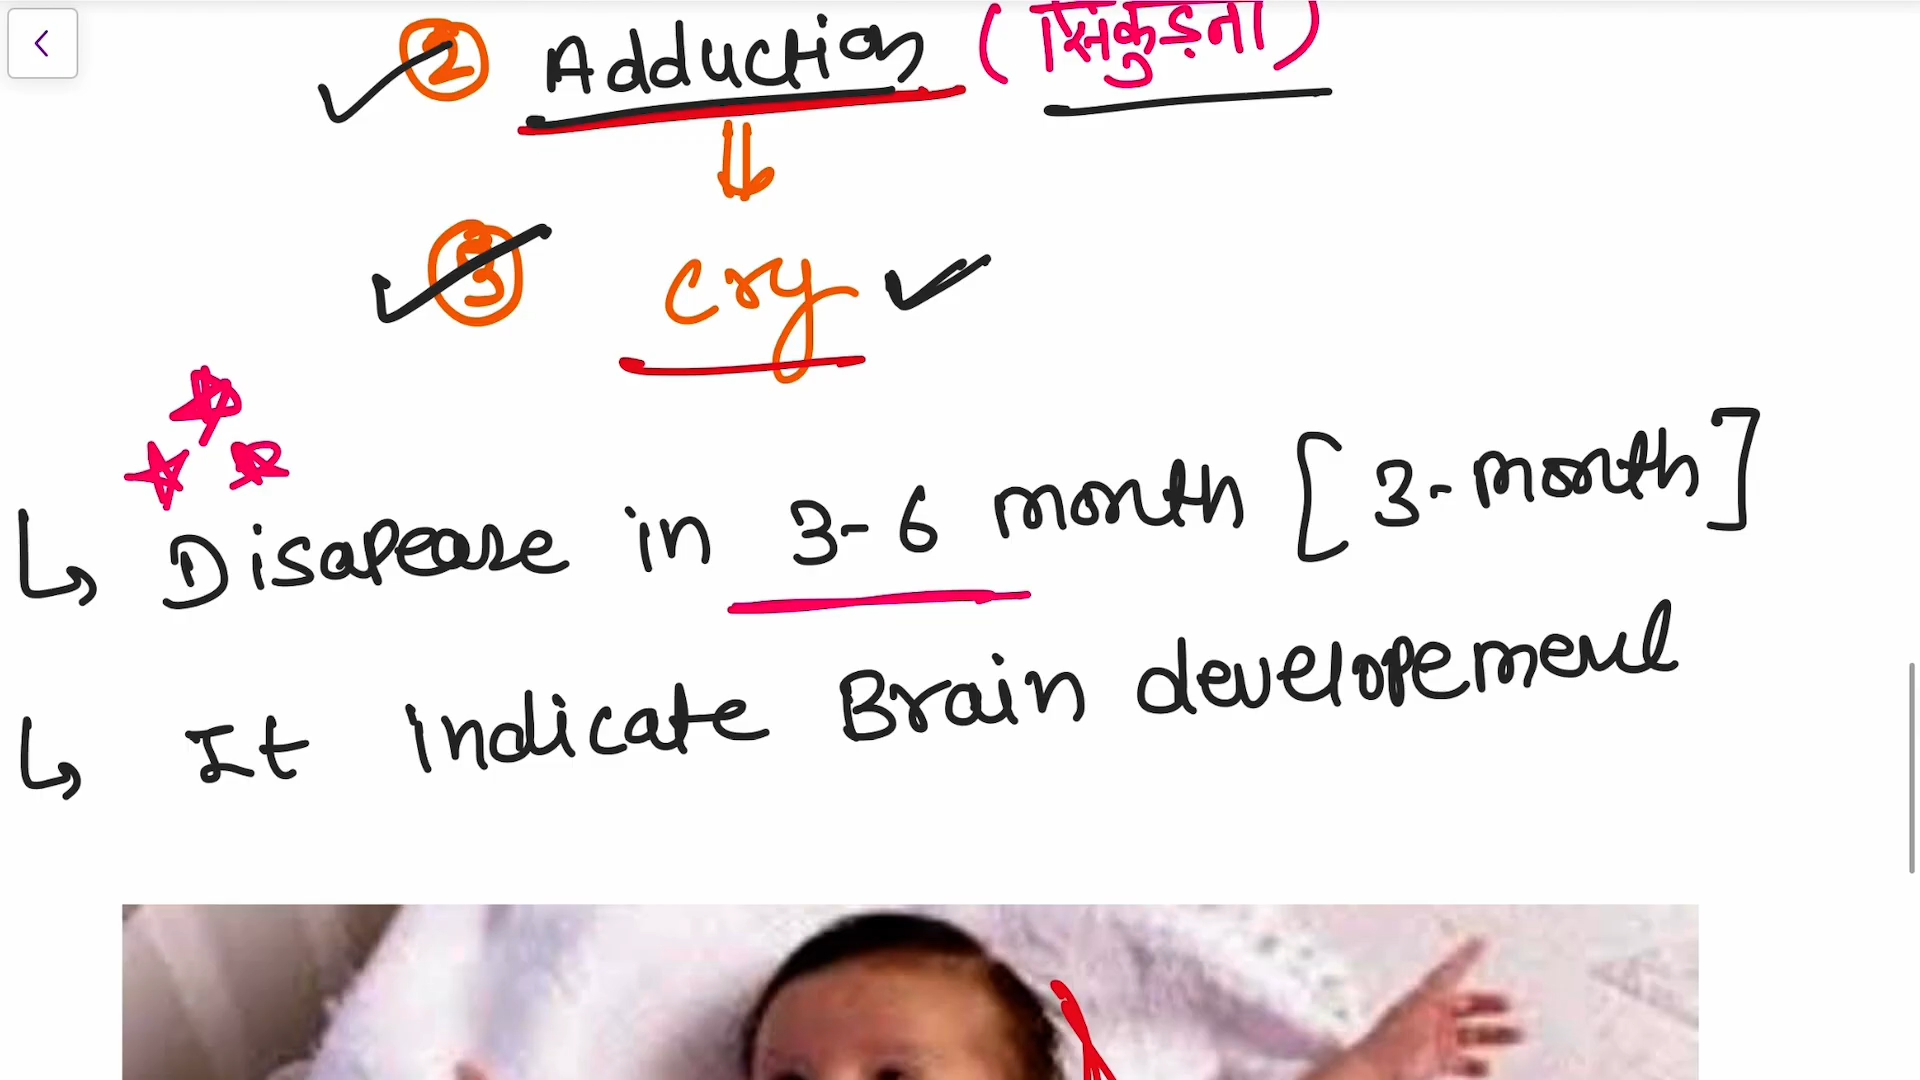 ② Adduction (सिकुड़ना)
③ cry
Disapeare in 3-6 month [3-month]
It indicate Brain developement